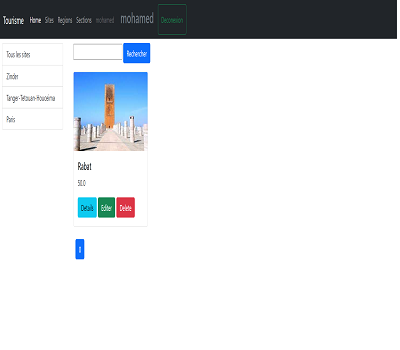 Tourisme Home Sites Regions Sections mohamed mohamed Deconnexion
Tous les sites
Zinder
Tanger-Tetouan-Houceima
Paris
Rechercher
Rabat
50.0
Details Editer Delete
0